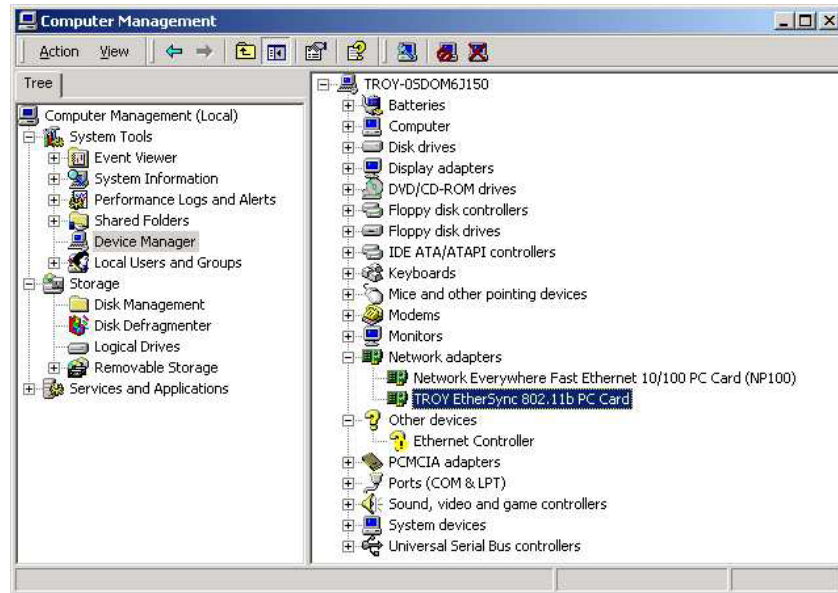 Computer Management
Action View
Tree
Computer Management (Local)
System Tools
Event Viewer
System Information
Performance Logs and Alerts
Shared Folders
Device Manager
Local Users and Groups
Storage
Disk Management
Disk Defragmenter
Logical Drives
Removable Storage
Services and Applications
TROY-05DOM6J150
Batteries
Computer
Disk drives
Display adapters
DVD/CD-ROM drives
Floppy disk controllers
Floppy disk drives
IDE ATA/ATAPI controllers
Keyboards
Mice and other pointing devices
Modems
Monitors
Network adapters
Network Everywhere Fast Ethernet 10/100 PC Card (NP100)
TROY EtherSync 802.11b PC Card
Other devices
Ethernet Controller
PCMCIA adapters
Ports (COM & LPT)
Sound, video and game controllers
System devices
Universal Serial Bus controllers